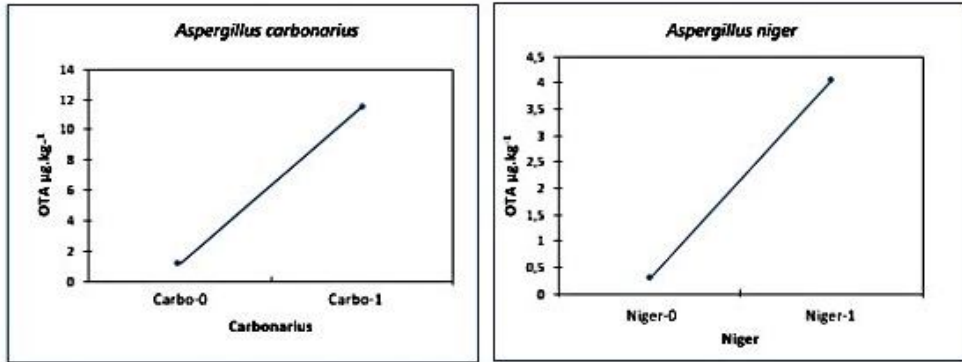 Aspergillus carbonarius
14
12
10
8
6
4
2
0
OTA µg.kg⁻¹
Carbo-0 Carbo-1
Carbonarius
Aspergillus niger
4,5
4
3,5
3
2,5
2
1,5
1
0,5
0
OTA µg.kg⁻¹
Niger-0 Niger-1
Niger